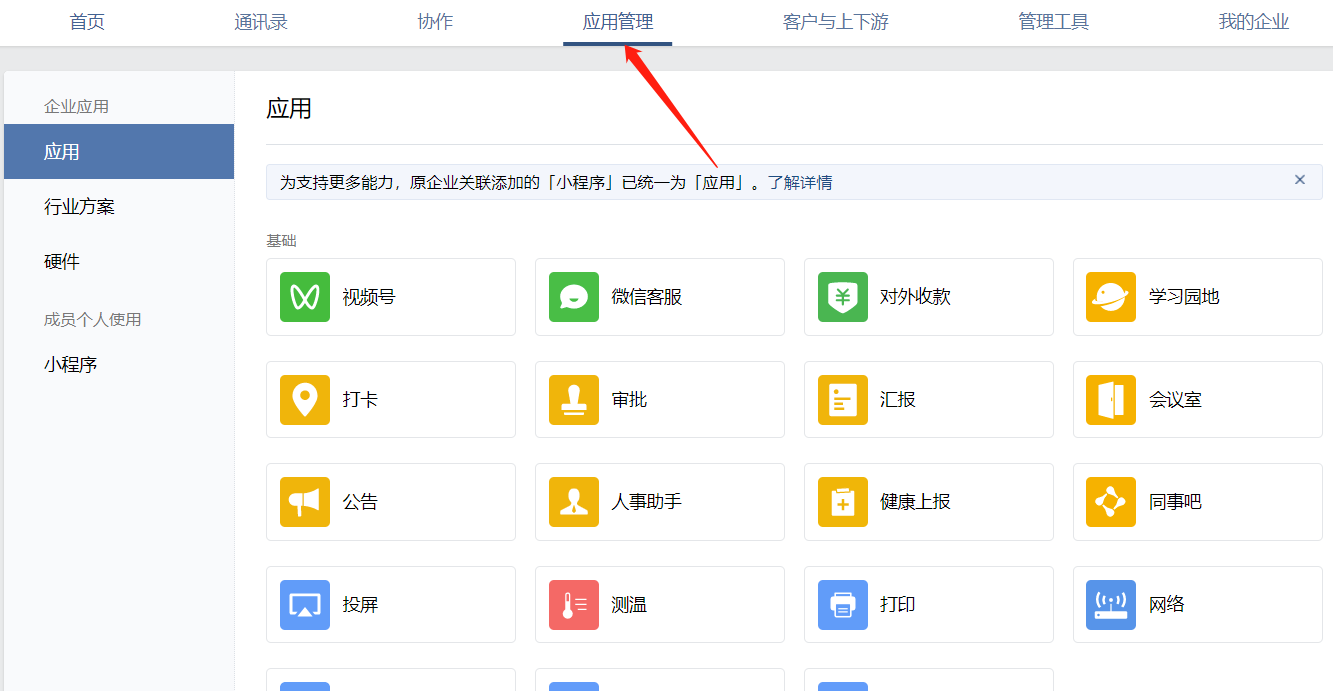 首页 通讯录 协作 应用管理 客户与上下游 管理工具 我的企业
企业应用
应用
行业方案
硬件
成员个人使用
小程序
应用
为支持更多能力，原企业关联添加的「小程序」已统一为「应用」。了解详情
基础
视频号 微信客服 对外收款 学习园地
打卡 审批 汇报 会议室
公告 人事助手 健康上报 同事吧
投屏 测温 打印 网络